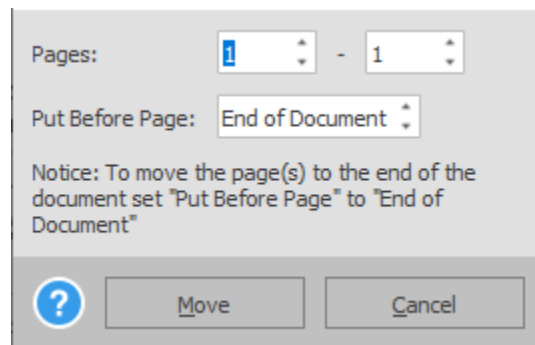 Pages: 1 - 1
Put Before Page: End of Document
Notice: To move the page(s) to the end of the
document set "Put Before Page" to "End of
Document"
? Move Cancel